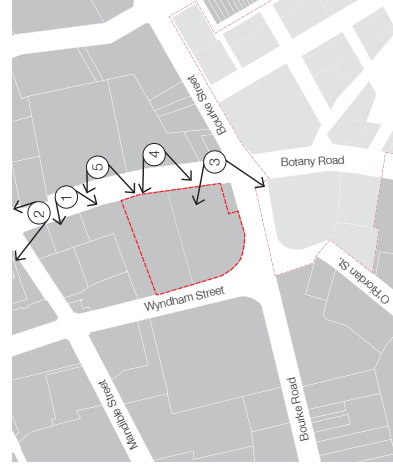 Bourke Street
Botany Road
3
4
5
1
2
O'Riordan St.
Wyndham Street
Mandible Street
Bourke Road